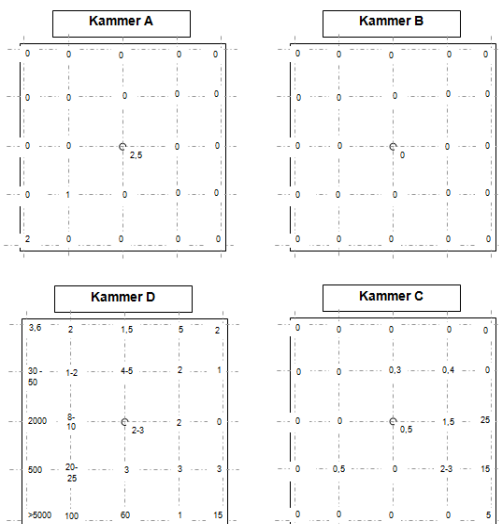 Kammer A
0 0 0 0 0
0 0 0 0 0
0 0 2,5 0 0
0 1 0 0 0
2 0 0 0 0
Kammer B
0 0 0 0 0
0 0 0 0 0
0 0 0 0 0
0 0 0 0 0
0 0 0 0 0
Kammer D
3,6 2 1,5 5 2
30 - 1-2 4-5 2 1
50
2000 8- 2-3 2 0
10
500 20- 3 3 3
25
>5000 100 60 1 15
Kammer C
0 0 0 0 0
0 0 0,3 0,4 0
0 0 0,5 1,5 25
0 0,5 0 2-3 15
0 0 0 0 5